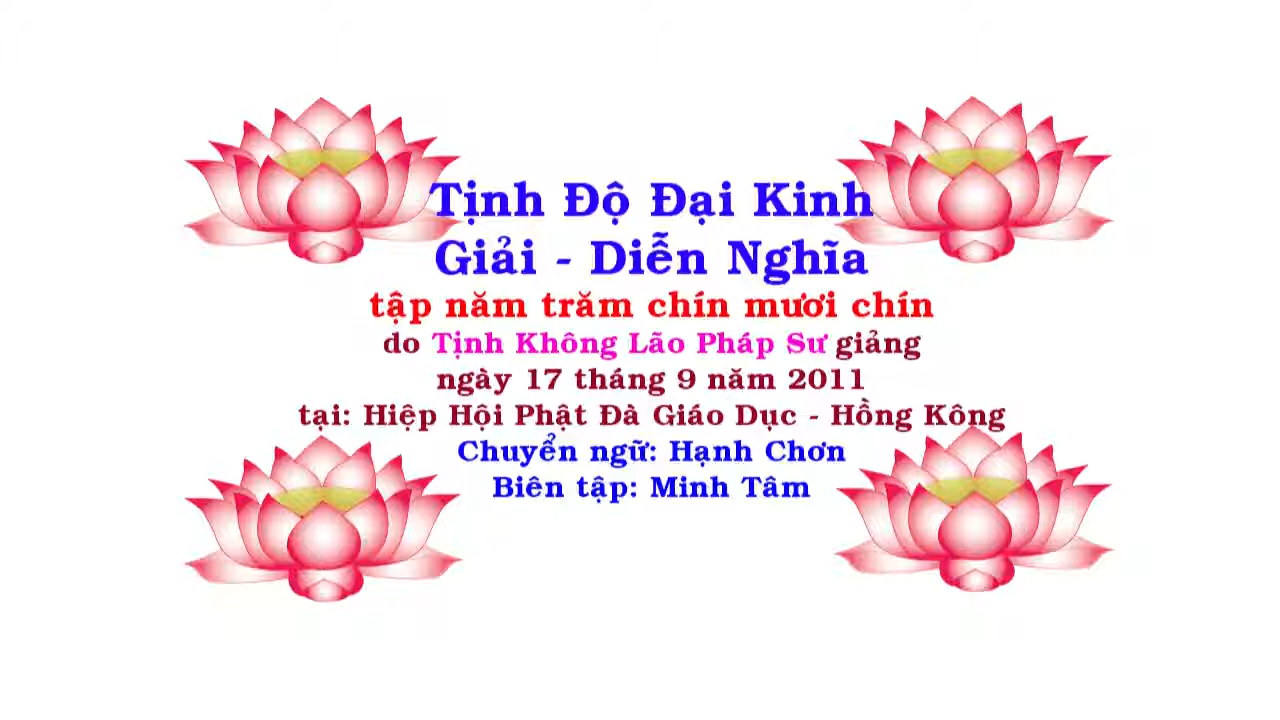 Tịnh Độ Đại Kinh
Giải - Diễn Nghĩa
tập năm trăm chín mươi chín
do Tịnh Không Lão Pháp Sư giảng
ngày 17 tháng 9 năm 2011
tại: Hiệp Hội Phật Đà Giáo Dục - Hồng Kông
Chuyển ngữ: Hạnh Chơn
Biên tập: Minh Tâm